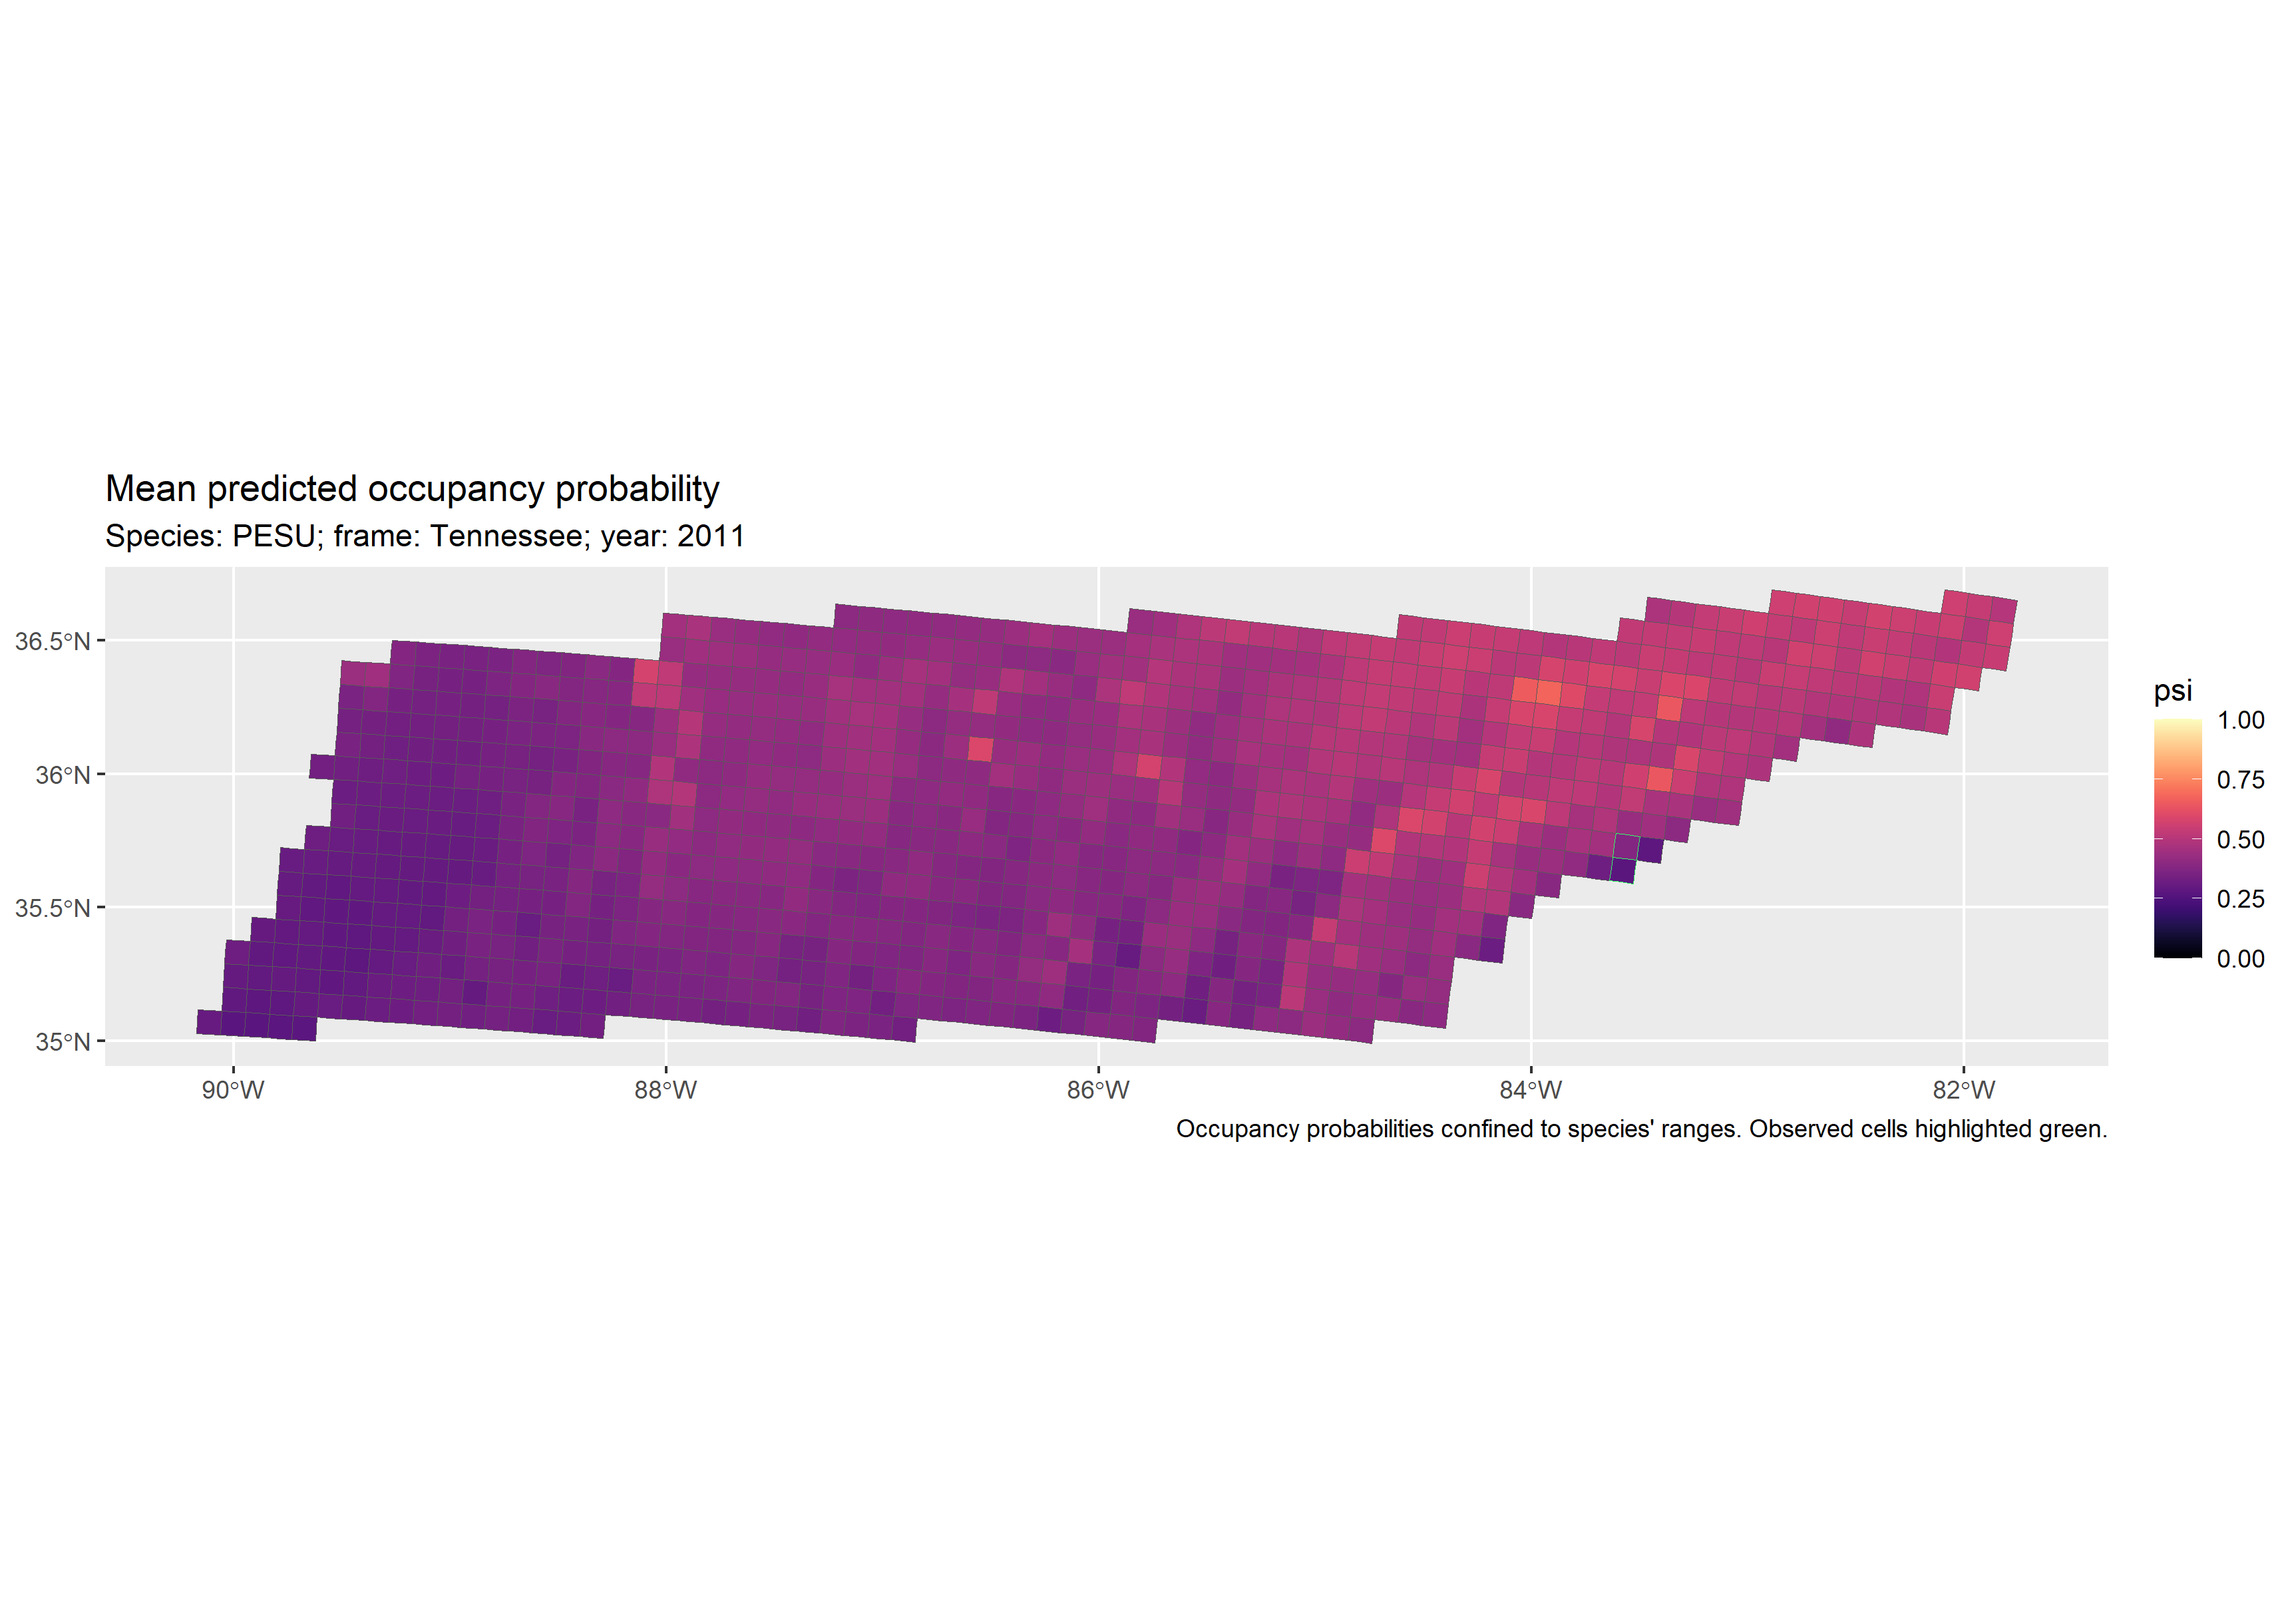 Mean predicted occupancy probability
Species: PESU; frame: Tennessee; year: 2011
36.5°N
36°N
35.5°N
35°N
90°W
88°W
86°W
84°W
82°W
psi
1.00
0.75
0.50
0.25
0.00
Occupancy probabilities confined to species' ranges. Observed cells highlighted green.